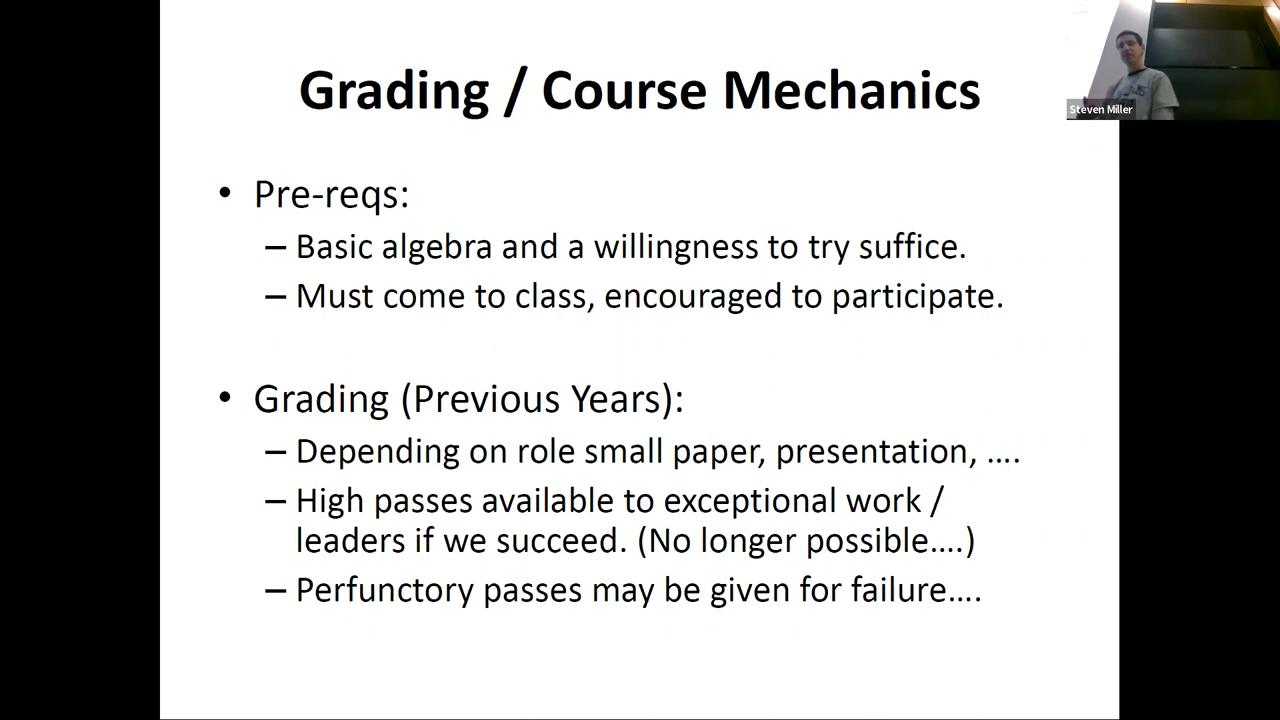 Grading / Course Mechanics
Steven Miller
• Pre-reqs:
– Basic algebra and a willingness to try suffice.
– Must come to class, encouraged to participate.
• Grading (Previous Years):
– Depending on role small paper, presentation, ....
– High passes available to exceptional work /
leaders if we succeed. (No longer possible....)
– Perfunctory passes may be given for failure....